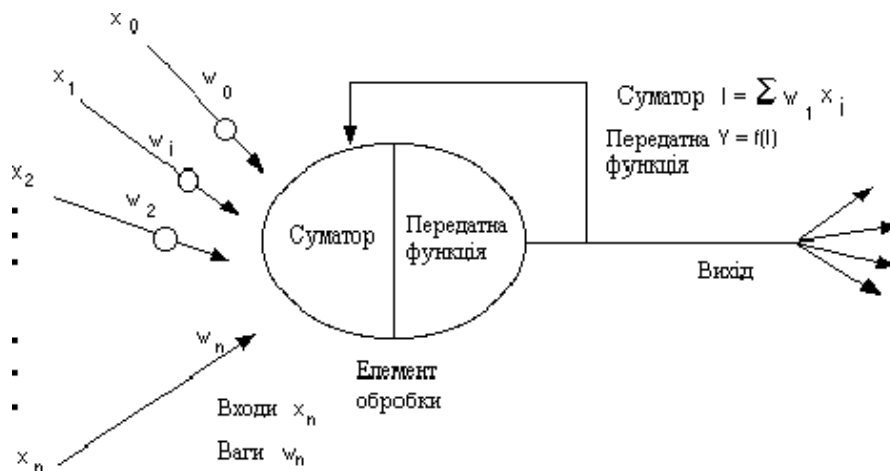 x0
w0
x1
wi
x2
w2
wn
xn
Суматор
Передатна
функція
Елемент
обробки
Входи xn
Ваги wn
Суматор I = Σ w1 xi
Передатна Y = f(I)
функція
Вихід